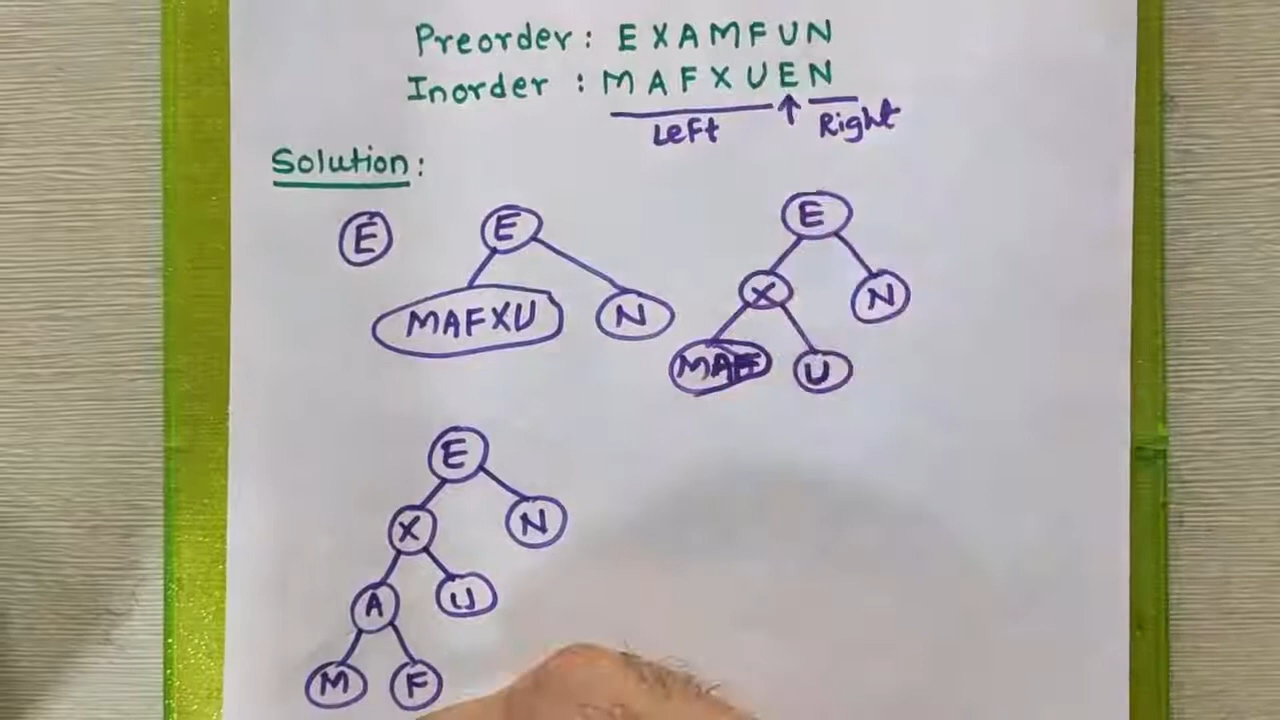 Preorder: EXAMFUN
Inorder : MAFXUEN
Left Right
Solution:
E E E
MAFXU N X N
MAF U
E
X N
A U
M F